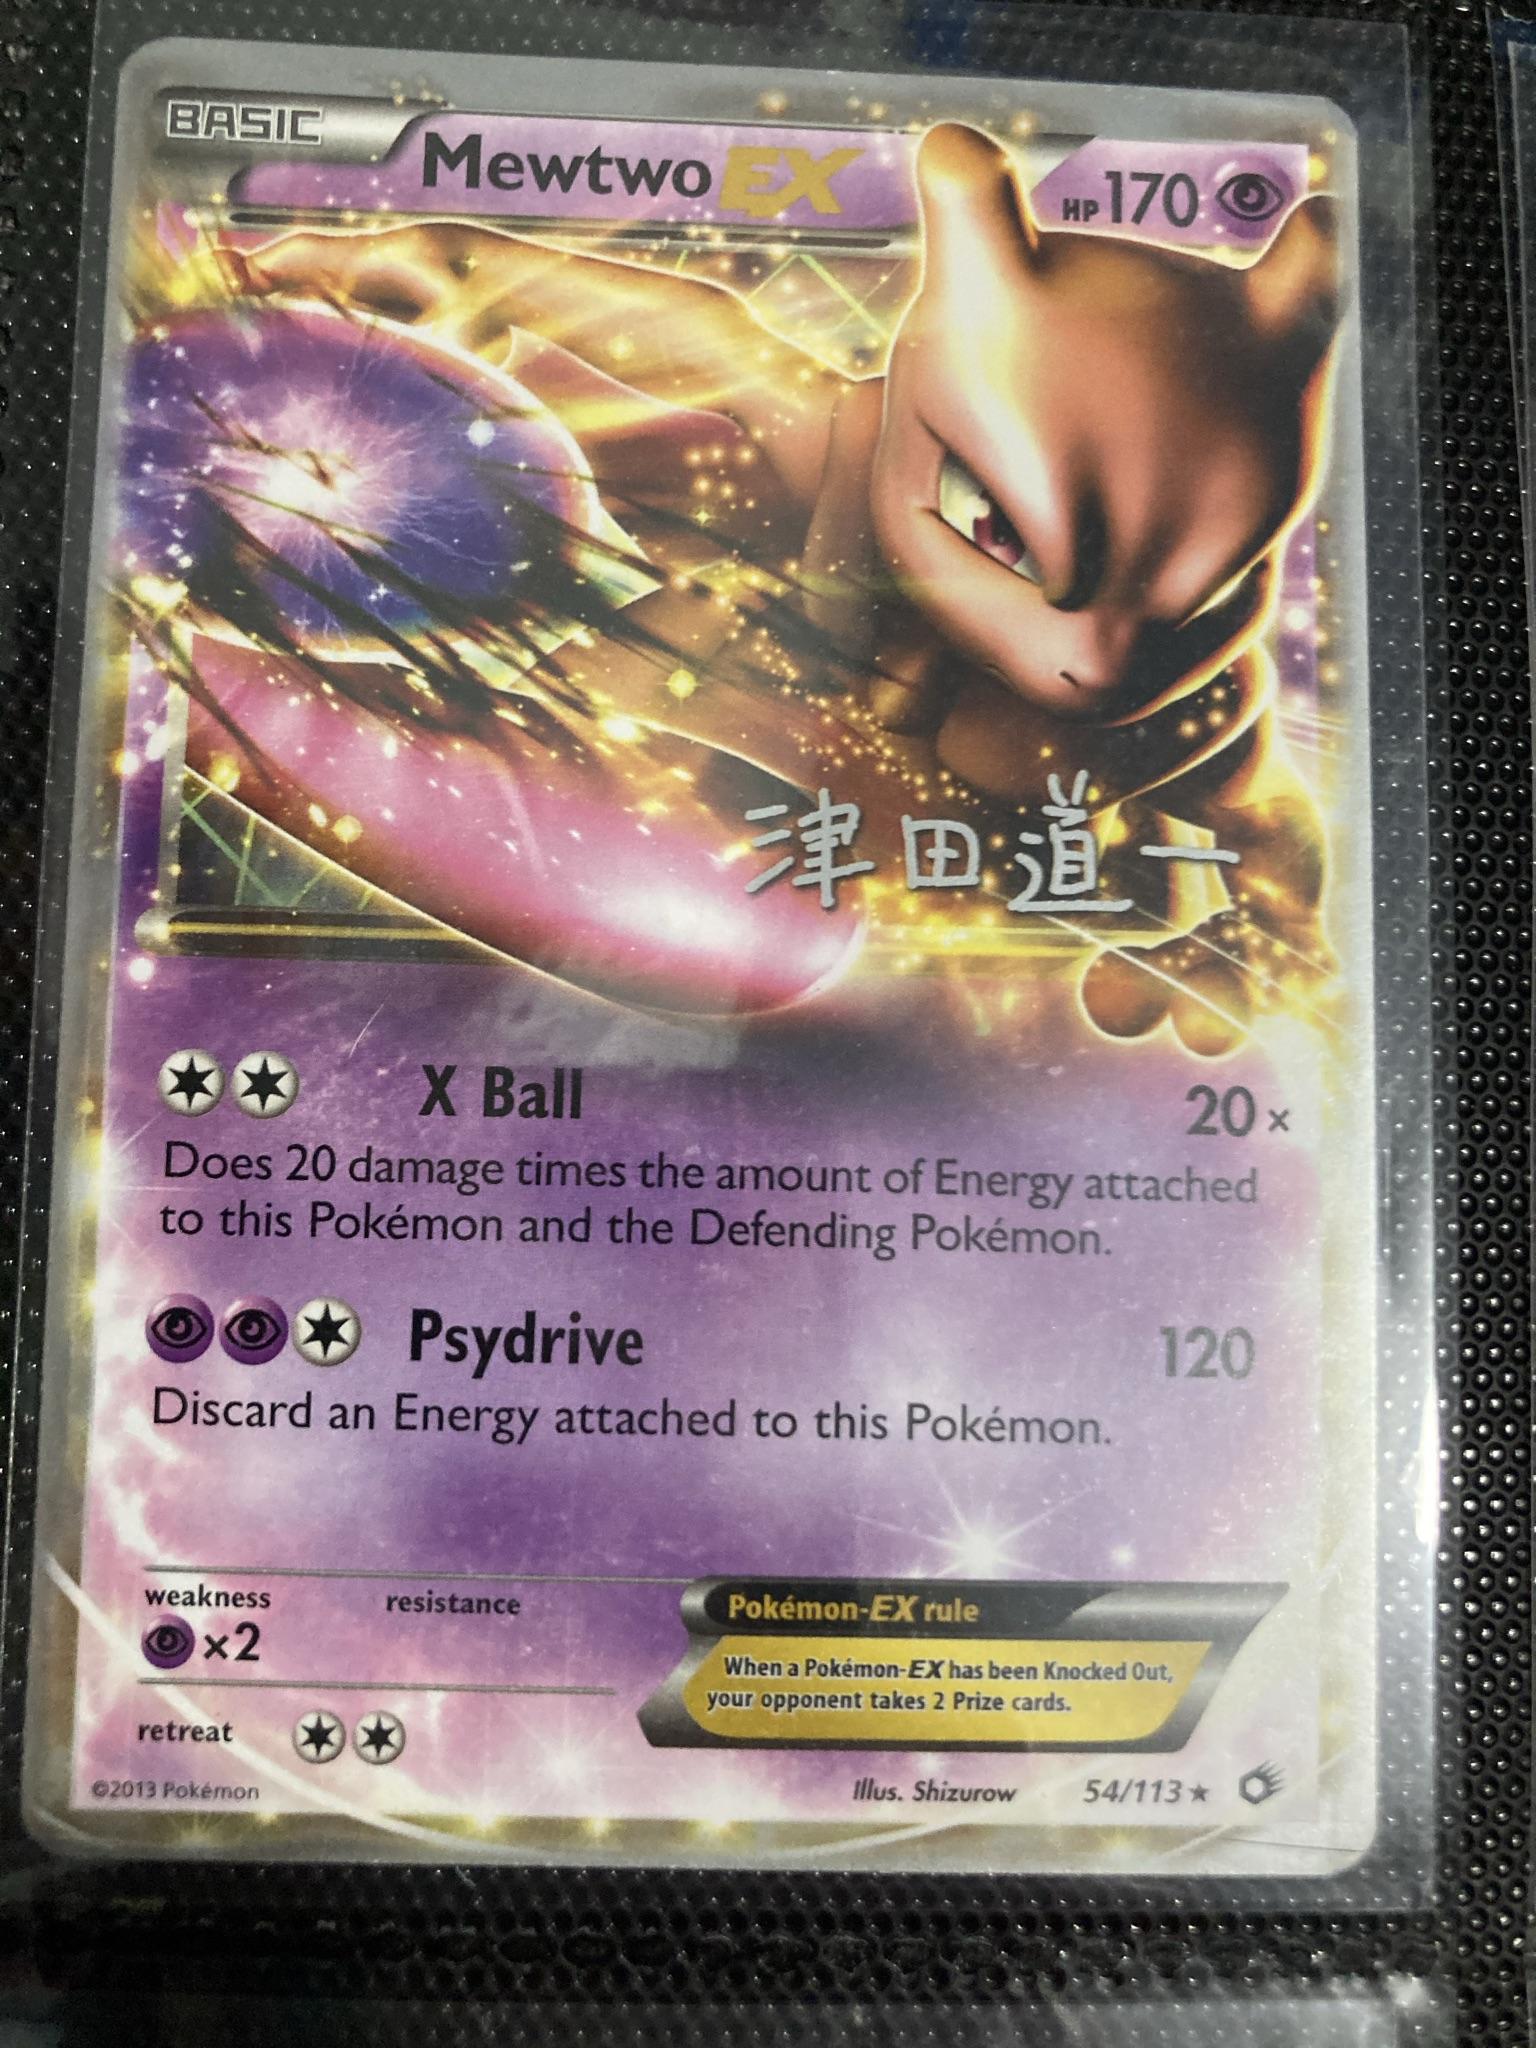 BASIC
Mewtwo EX
HP 170
津田道一
X Ball 20×
Does 20 damage times the amount of Energy attached
to this Pokémon and the Defending Pokémon.
Psydrive 120
Discard an Energy attached to this Pokémon.
weakness resistance
×2
retreat
Pokémon-EX rule
When a Pokémon-EX has been Knocked Out,
your opponent takes 2 Prize cards.
©2013 Pokémon
Illus. Shizurow 54/113 ★